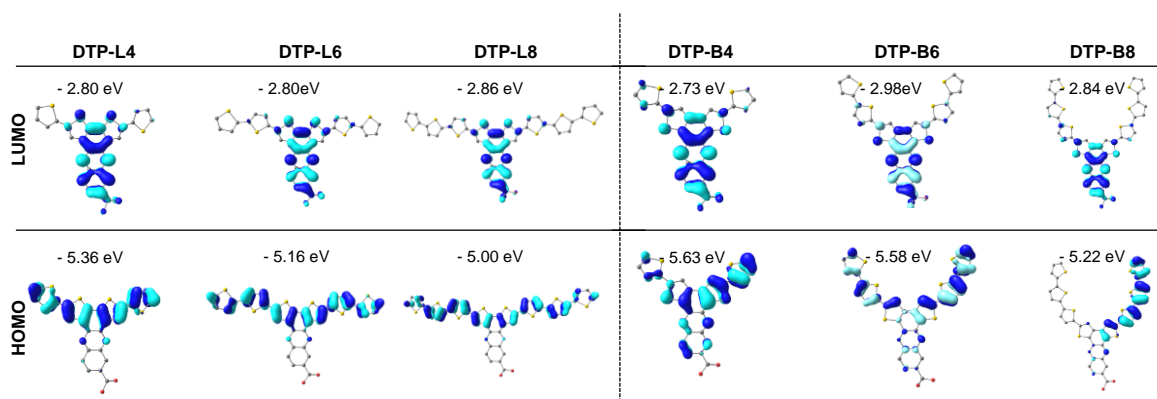 DTP-L4 DTP-L6 DTP-L8 DTP-B4 DTP-B6 DTP-B8
LUMO
- 2.80 eV - 2.80eV - 2.86 eV - 2.73 eV - 2.98eV - 2.84 eV
HOMO
- 5.36 eV - 5.16 eV - 5.00 eV - 5.63 eV - 5.58 eV - 5.22 eV